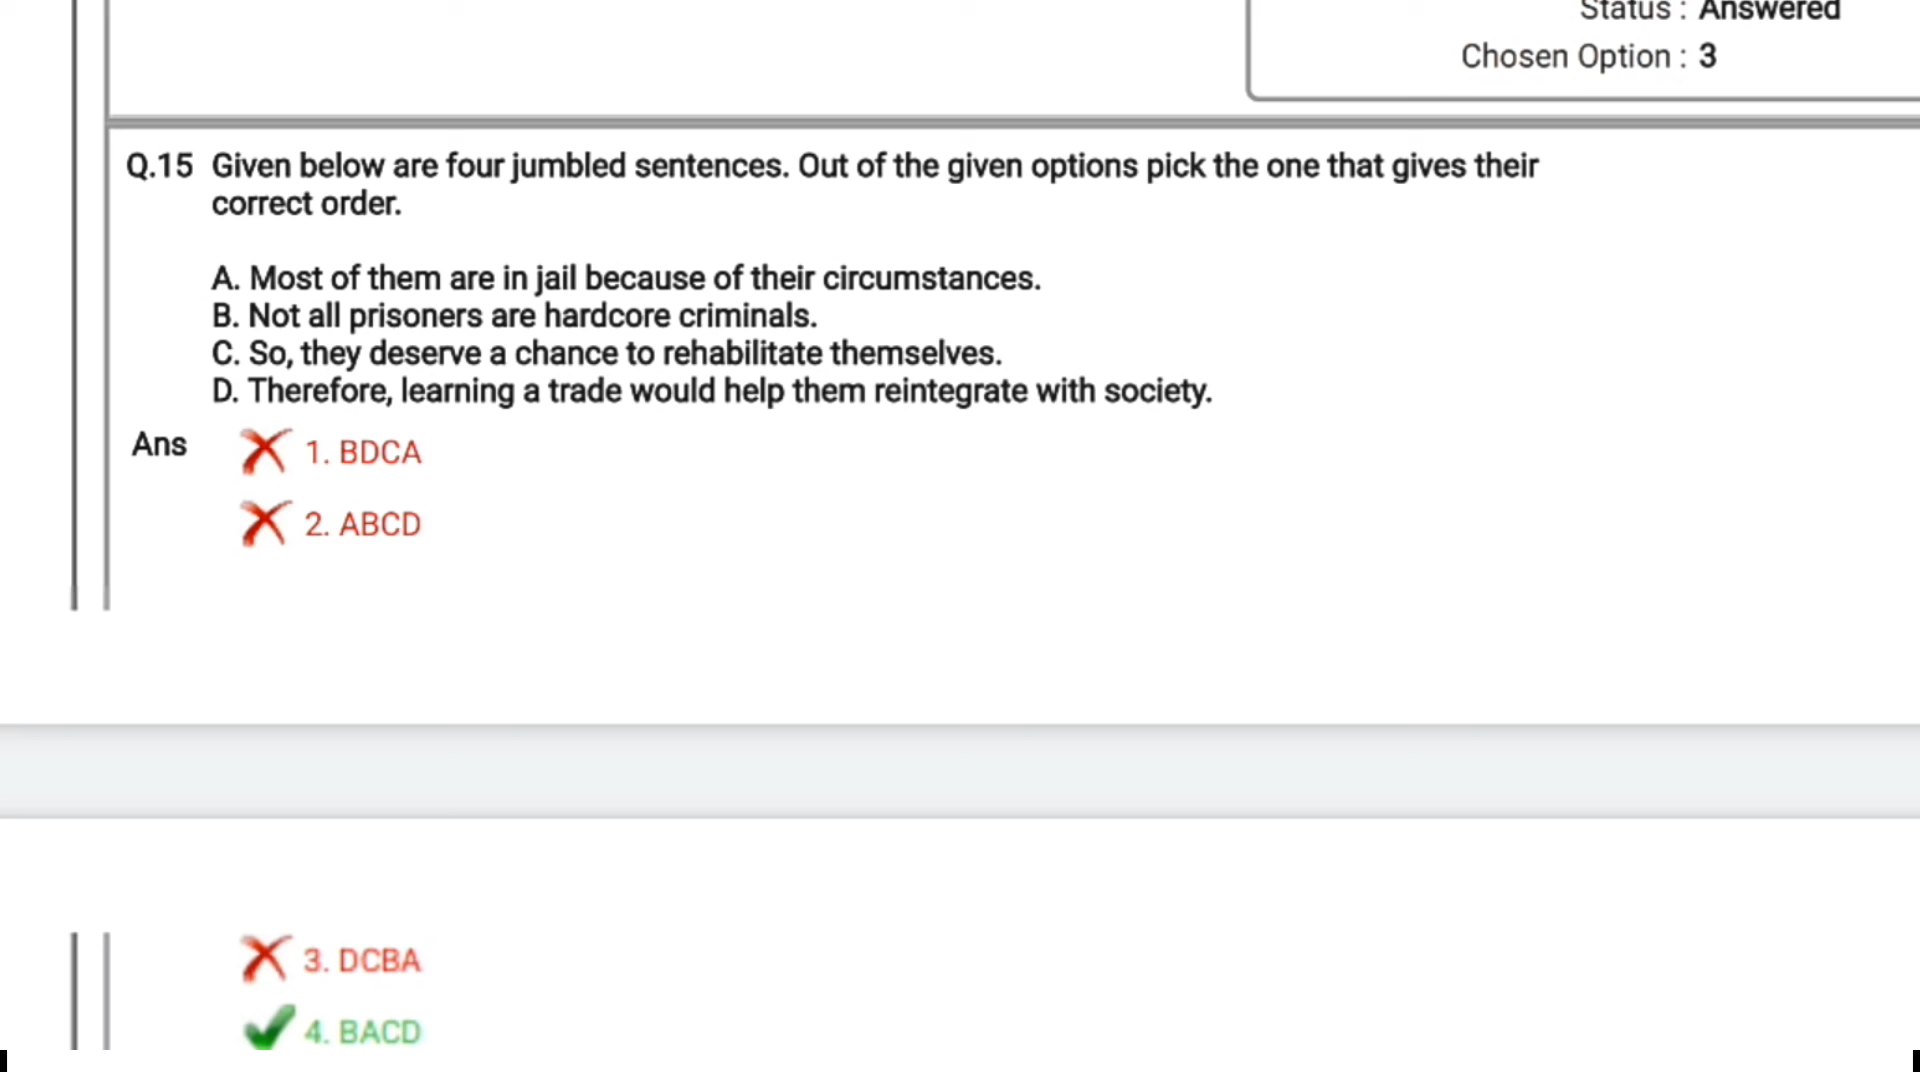 Status : Answered
Chosen Option : 3
Q.15 Given below are four jumbled sentences. Out of the given options pick the one that gives their
correct order.
A. Most of them are in jail because of their circumstances.
B. Not all prisoners are hardcore criminals.
C. So, they deserve a chance to rehabilitate themselves.
D. Therefore, learning a trade would help them reintegrate with society.
Ans 1. BDCA
2. ABCD
3. DCBA
4. BACD